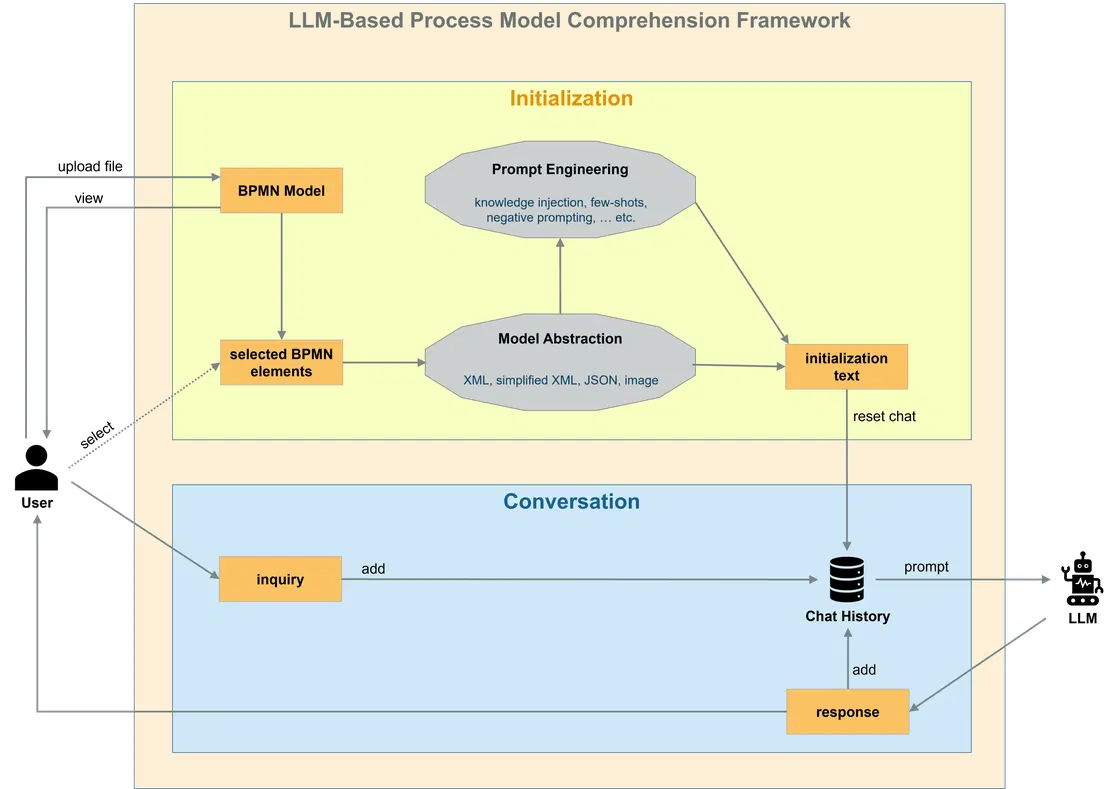 LLM-Based Process Model Comprehension Framework
Initialization
upload file
view
BPMN Model
Prompt Engineering
knowledge injection, few-shots,
negative prompting, ... etc.
selected BPMN
elements
Model Abstraction
XML, simplified XML, JSON, image
initialization
text
select
reset chat
User
Conversation
inquiry
add
Chat History
prompt
LLM
add
response